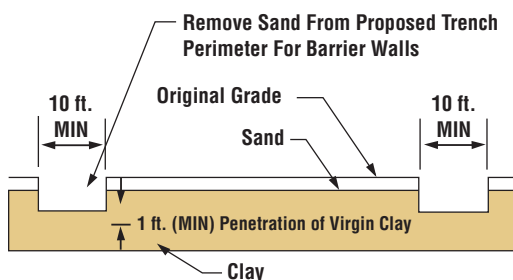 Remove Sand From Proposed Trench
Perimeter For Barrier Walls
10 ft.
MIN
Original Grade
10 ft.
MIN
Sand
1 ft. (MIN) Penetration of Virgin Clay
Clay